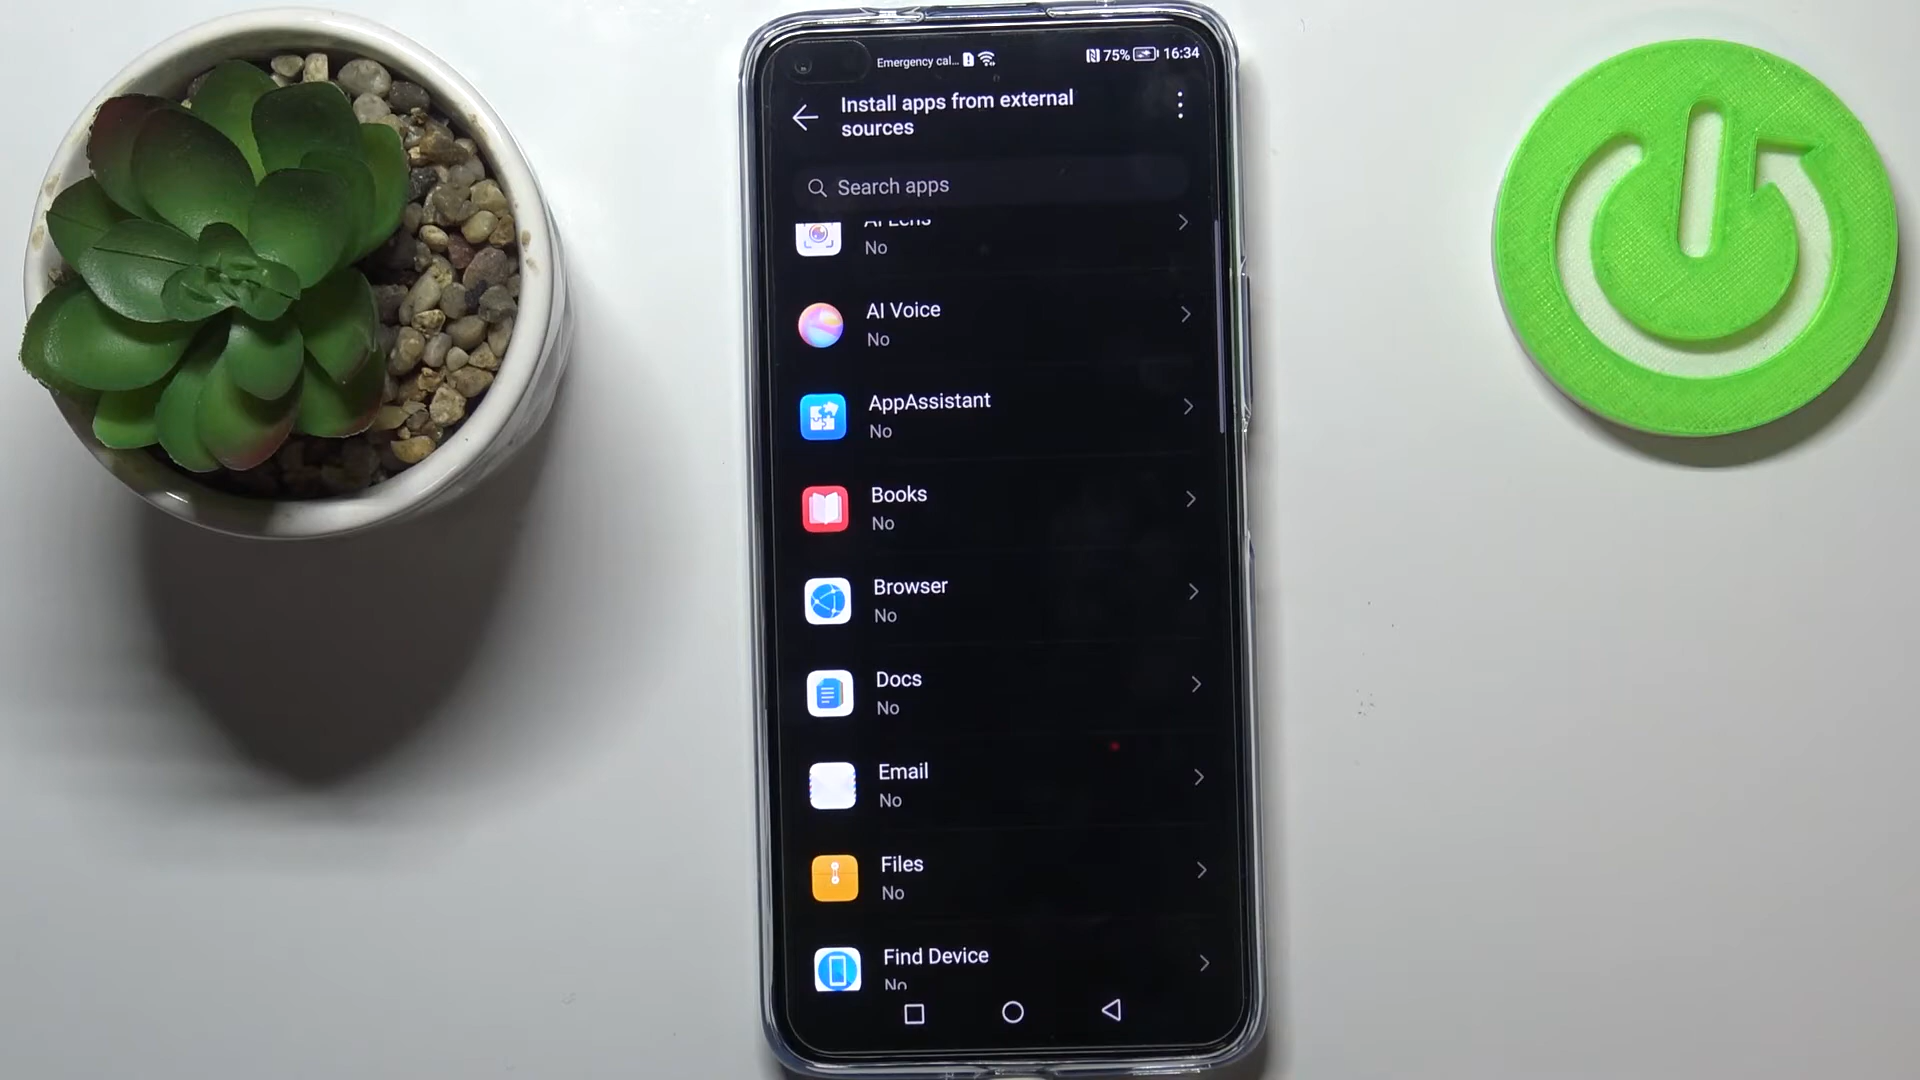 Emergency cal... 75% 16:34
Install apps from external
sources
Search apps
AI Lens
No
AI Voice
No
AppAssistant
No
Books
No
Browser
No
Docs
No
Email
No
Files
No
Find Device
No